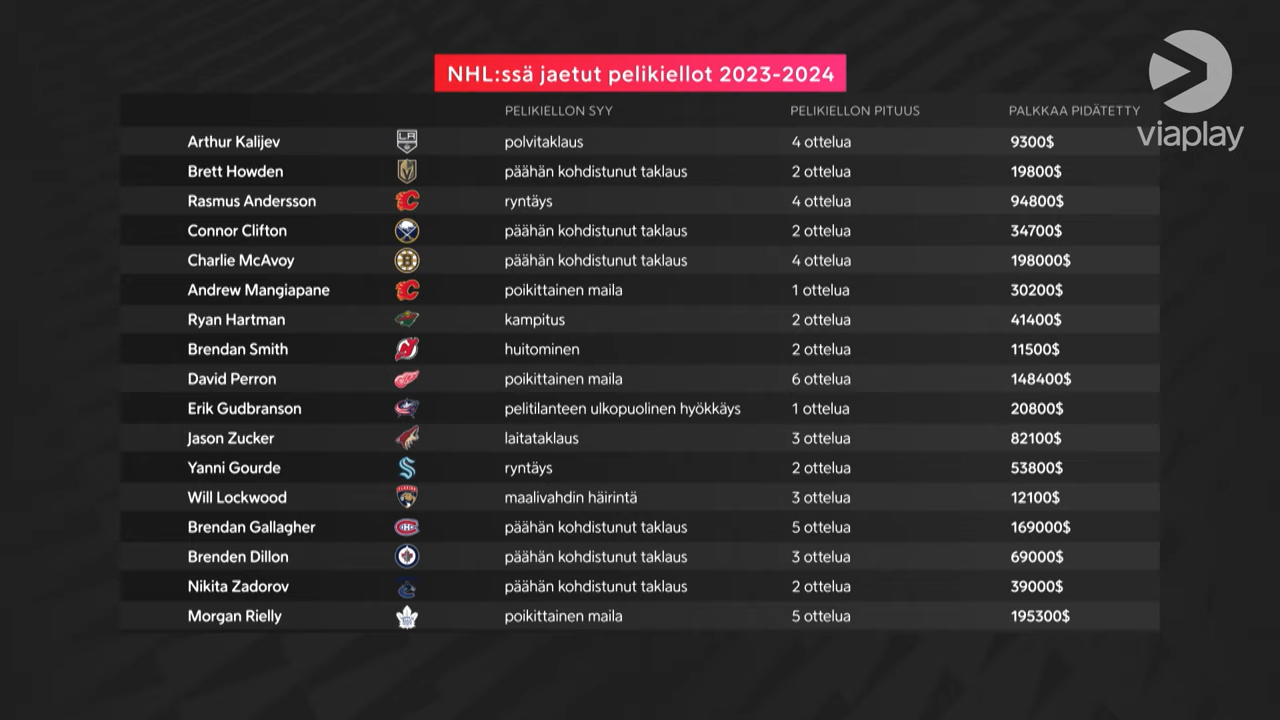 NHL:ssä jaetut pelikiellot 2023-2024
viaplay
PELIKIELLON SYY PELIKIELLON PITUUS PALKKAA PIDÄTETTY
Arthur Kalijev polvitaklaus 4 ottelua 9300$
Brett Howden päähän kohdistunut taklaus 2 ottelua 19800$
Rasmus Andersson ryntäys 4 ottelua 94800$
Connor Clifton päähän kohdistunut taklaus 2 ottelua 34700$
Charlie McAvoy päähän kohdistunut taklaus 4 ottelua 198000$
Andrew Mangiapane poikittainen maila 1 ottelua 30200$
Ryan Hartman kampitus 2 ottelua 41400$
Brendan Smith huitominen 2 ottelua 11500$
David Perron poikittainen maila 6 ottelua 148400$
Erik Gudbranson pelitilanteen ulkopuolinen hyökkäys 1 ottelua 20800$
Jason Zucker laitataklaus 3 ottelua 82100$
Yanni Gourde ryntäys 2 ottelua 53800$
Will Lockwood maalivahdin häirintä 3 ottelua 12100$
Brendan Gallagher päähän kohdistunut taklaus 5 ottelua 169000$
Brenden Dillon päähän kohdistunut taklaus 3 ottelua 69000$
Nikita Zadorov päähän kohdistunut taklaus 2 ottelua 39000$
Morgan Rielly poikittainen maila 5 ottelua 195300$